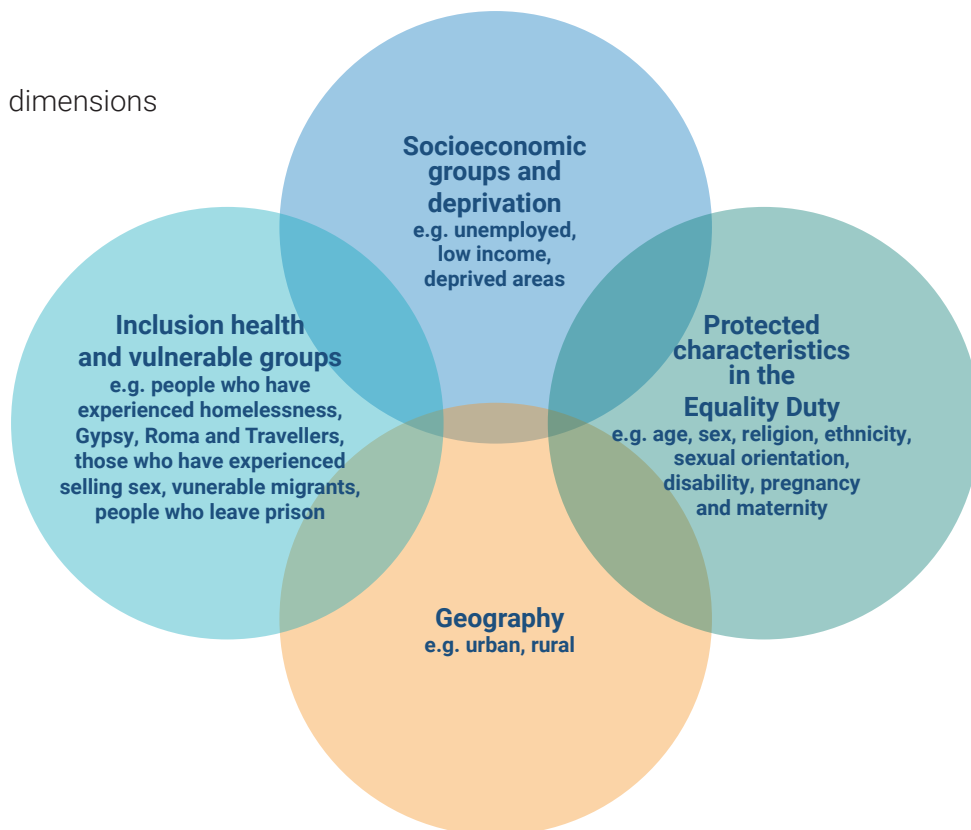 dimensions
Socioeconomic
groups and
deprivation
e.g. unemployed,
low income,
deprived areas
Inclusion health
and vulnerable groups
e.g. people who have
experienced homelessness,
Gypsy, Roma and Travellers,
those who have experienced
selling sex, vunerable migrants,
people who leave prison
Protected
characteristics
in the
Equality Duty
e.g. age, sex, religion, ethnicity,
sexual orientation,
disability, pregnancy
and maternity
Geography
e.g. urban, rural